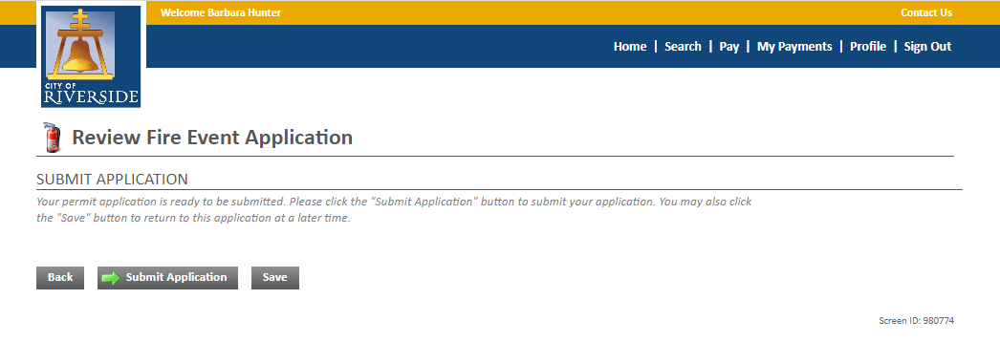 Welcome Barbara Hunter
Contact Us
Home | Search | Pay | My Payments | Profile | Sign Out
CITY OF
RIVERSIDE
Review Fire Event Application
SUBMIT APPLICATION
Your permit application is ready to be submitted. Please click the "Submit Application" button to submit your application. You may also click
the "Save" button to return to this application at a later time.
Back
Submit Application
Save
Screen ID: 980774